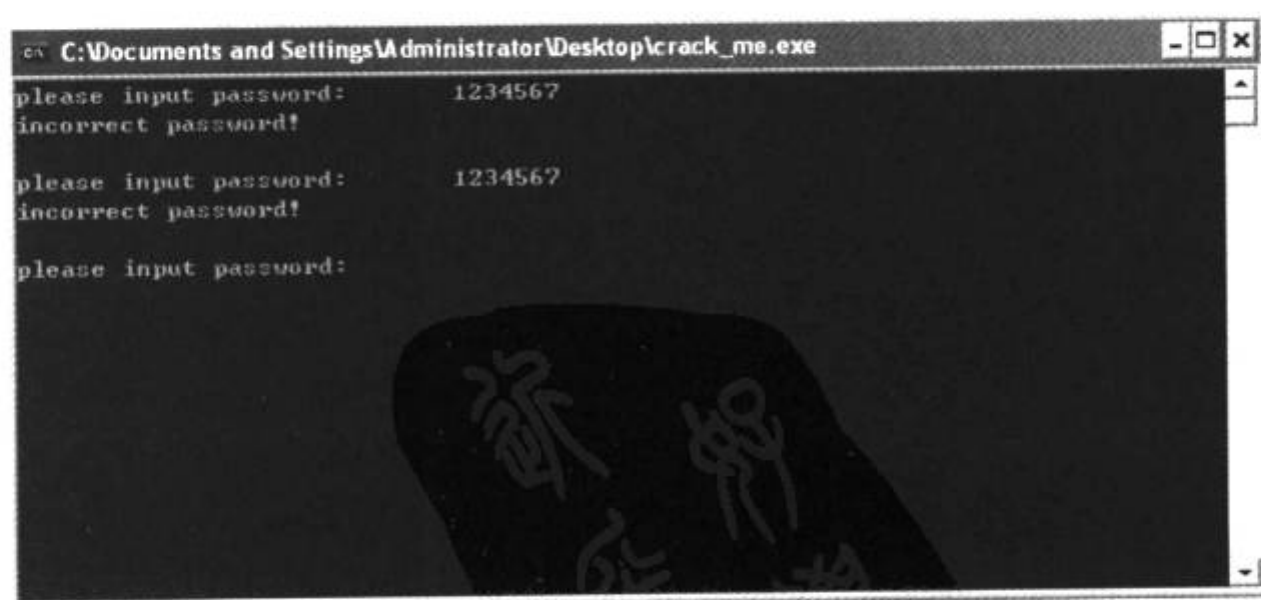 C:\Documents and Settings\Administrator\Desktop\crack_me.exe
please input password: 1234567
incorrect password!
please input password: 1234567
incorrect password!
please input password: